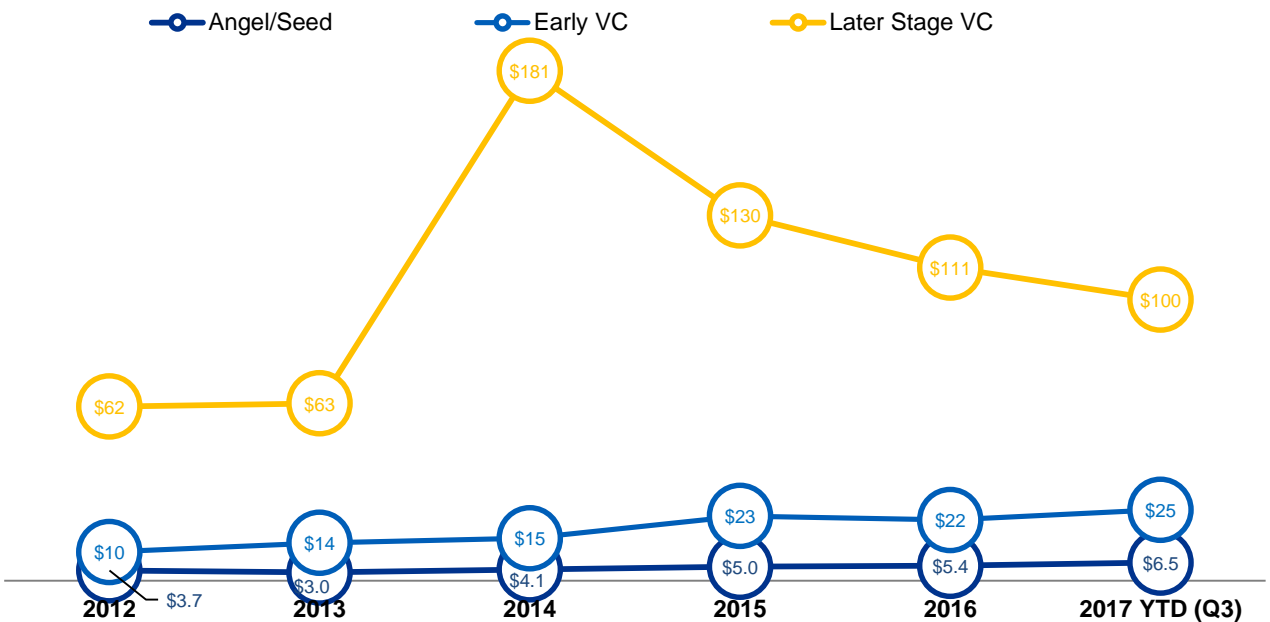 Angel/Seed Early VC Later Stage VC
$181
$130
$111
$100
$62 $63
$10 $14 $15 $23 $22 $25
$3.7 $3.0 $4.1 $5.0 $5.4 $6.5
2012 2013 2014 2015 2016 2017 YTD (Q3)